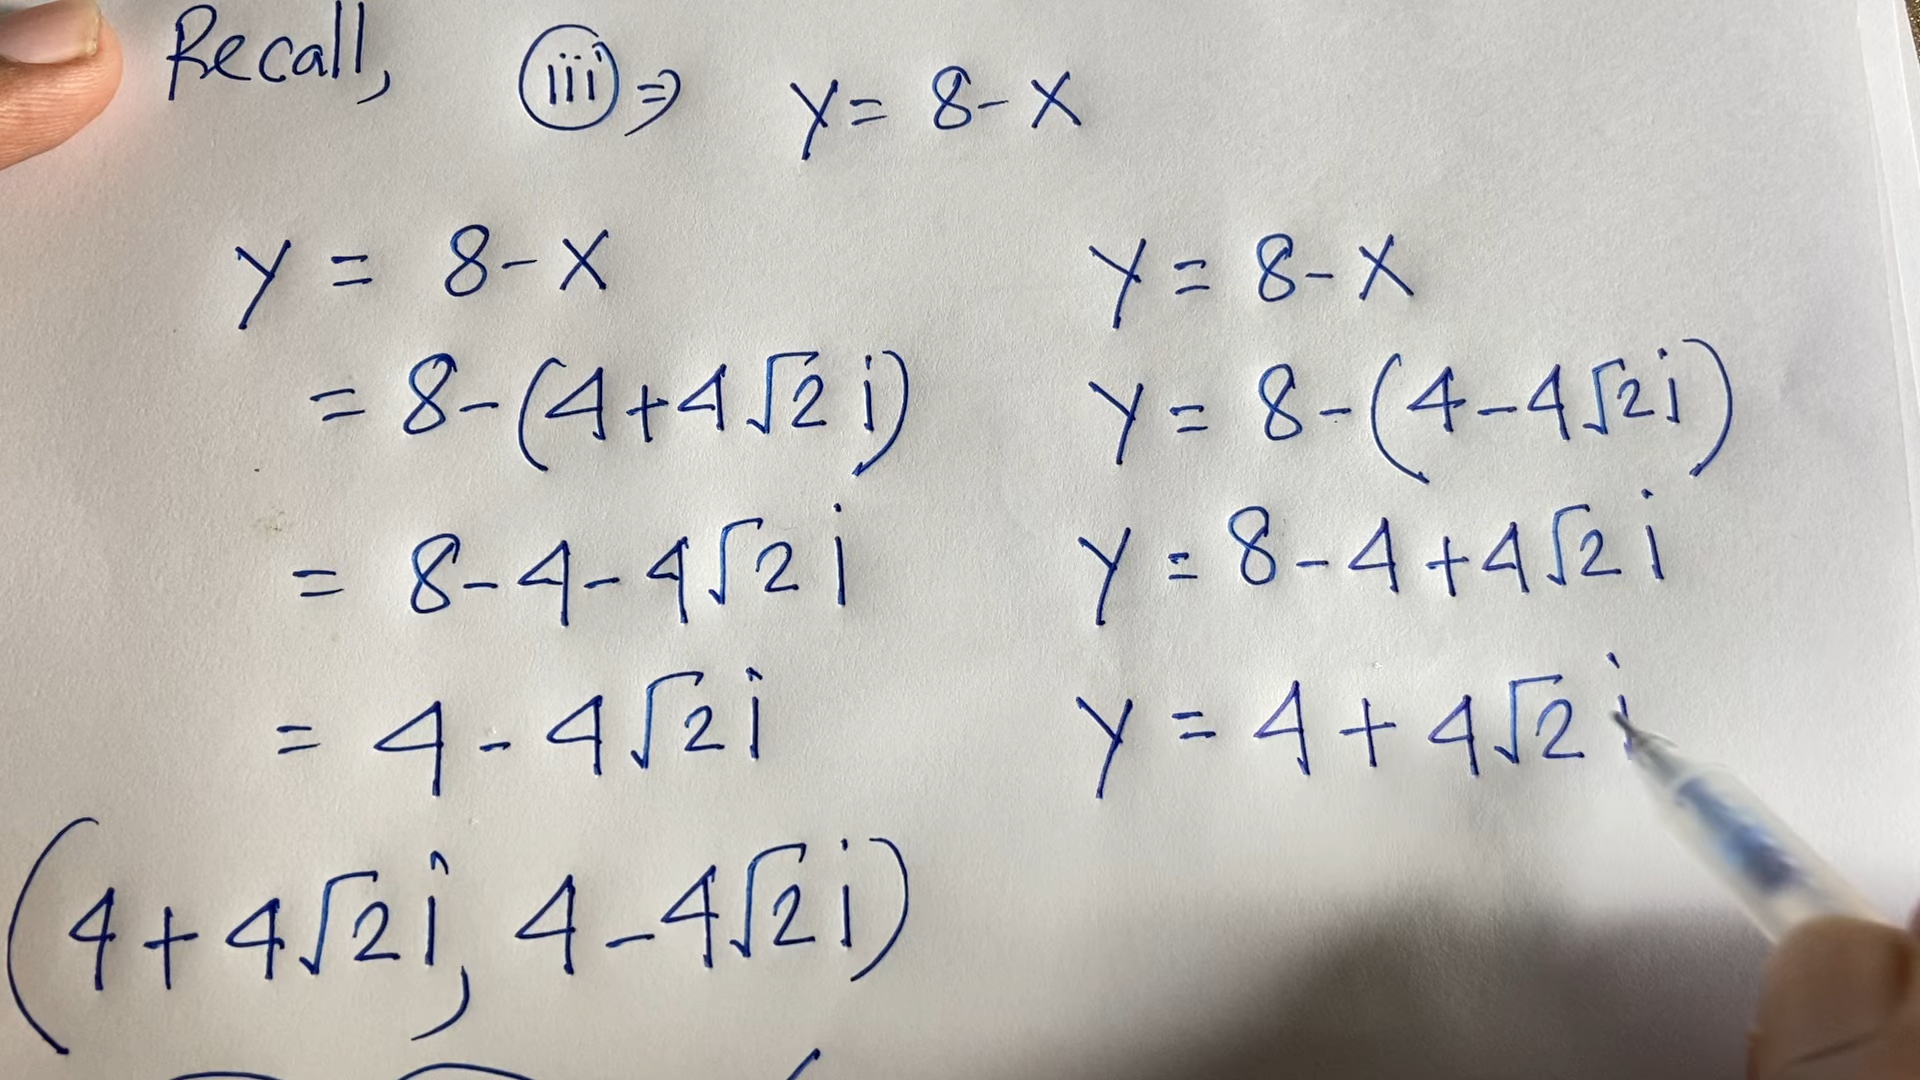 Recall, (iii) ⇒ y = 8 - x
y = 8 - x
= 8 - (4 + 4√2 i)
= 8 - 4 - 4√2 i
= 4 - 4√2 i
(4 + 4√2 i, 4 - 4√2 i)
y = 8 - x
y = 8 - (4 - 4√2 i)
y = 8 - 4 + 4√2 i
y = 4 + 4√2 i